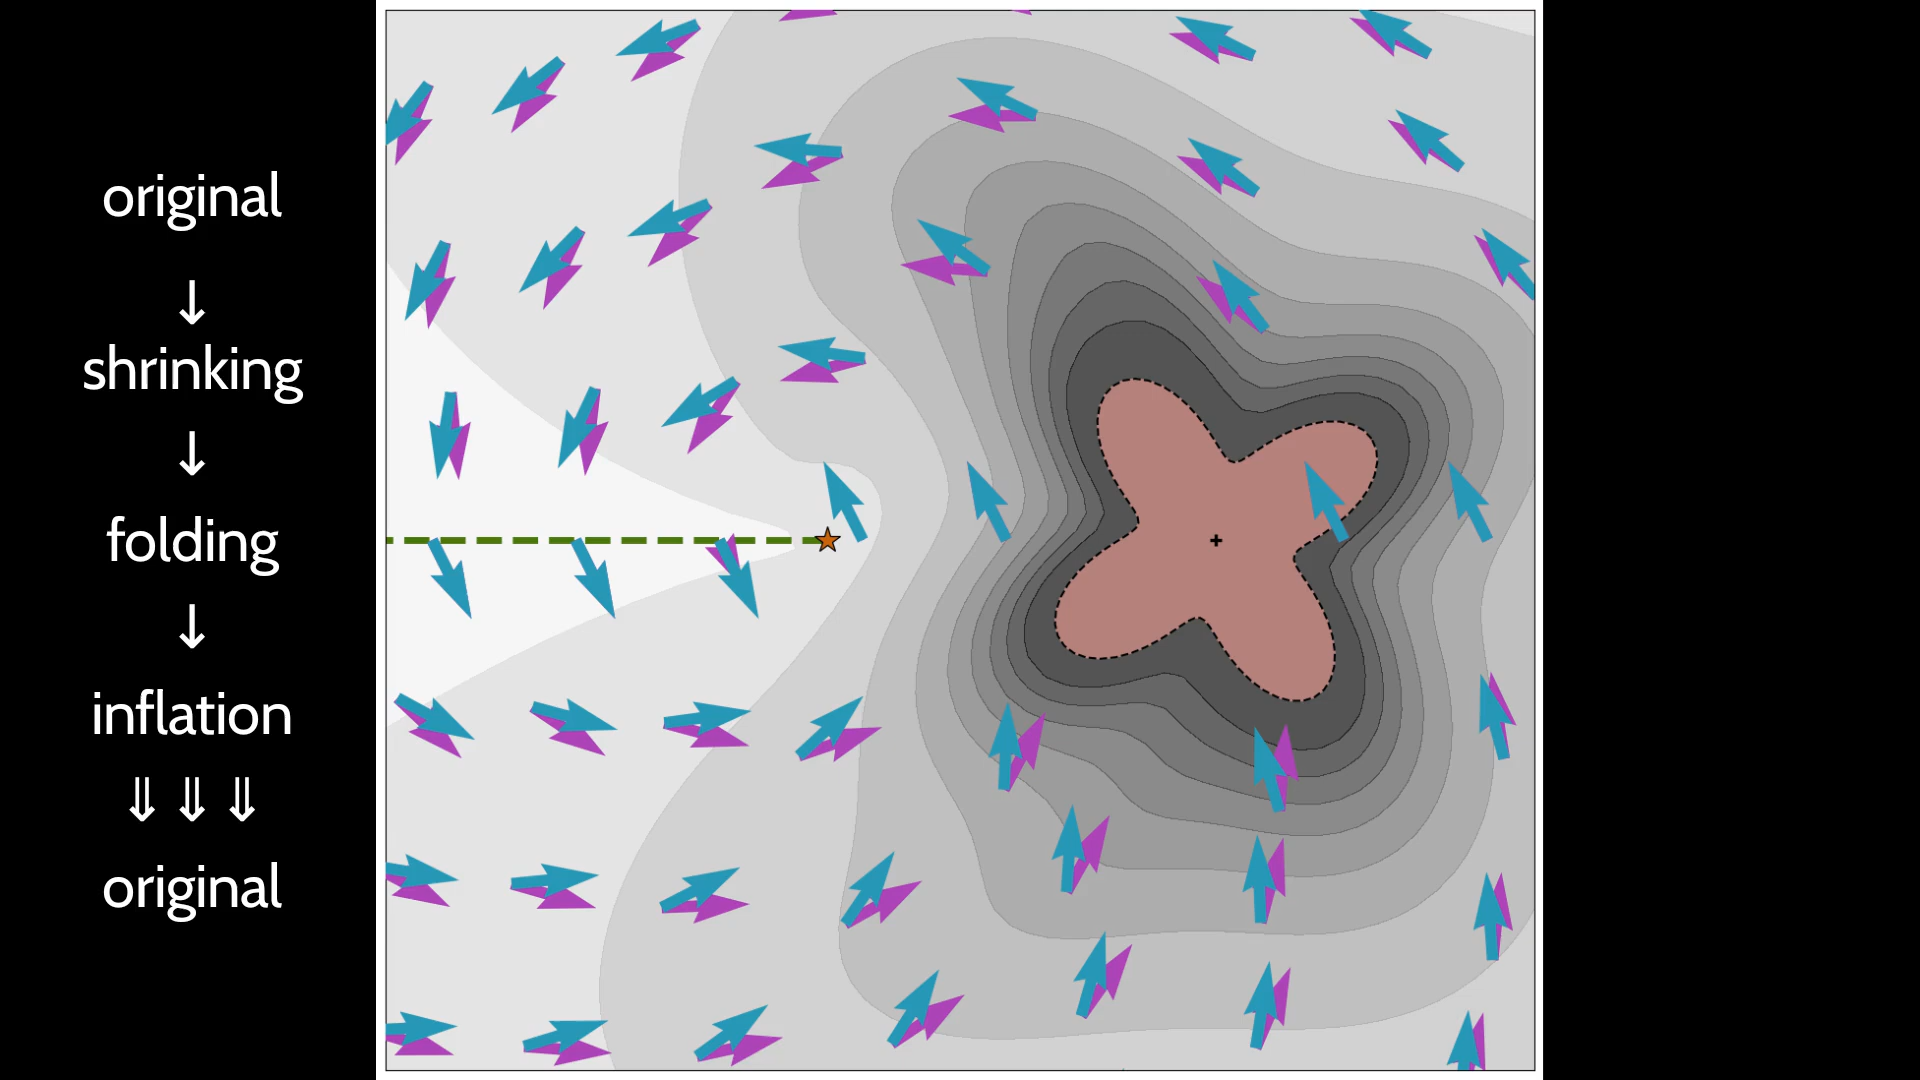 original
↓
shrinking
↓
folding
↓
inflation
⇓ ⇓ ⇓
original